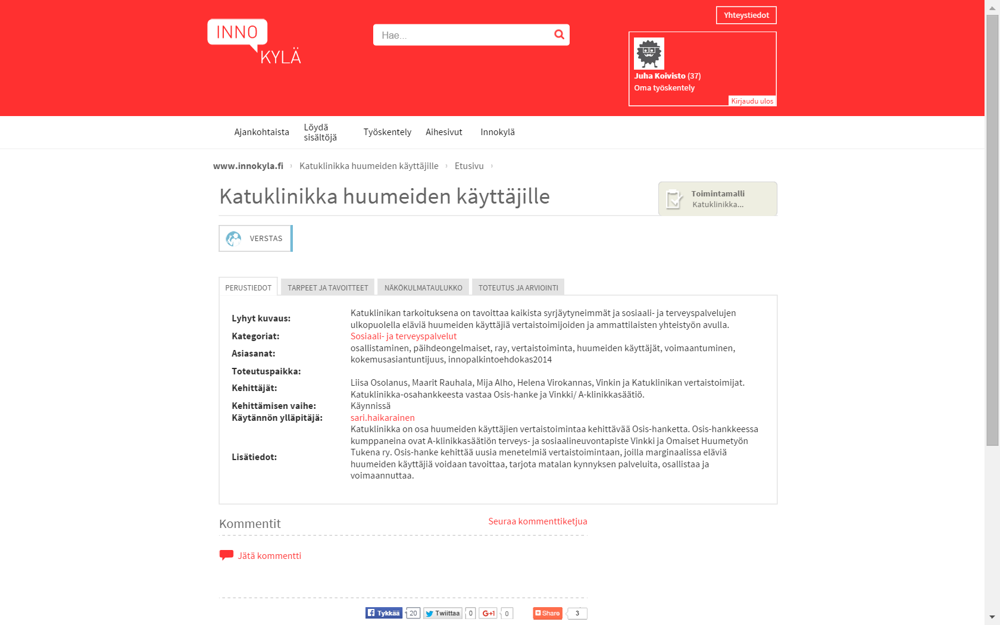 INNO
KYLÄ
Hae...
Yhteystiedot
Juha Koivisto (37)
Oma työskentely
Kirjaudu ulos
Ajankohtaista
Löydä
sisältöjä
Työskentely
Aihesivut
Innokylä
www.innokyla.fi › Katuklinikka huumeiden käyttäjille › Etusivu ›
Katuklinikka huumeiden käyttäjille
Toimintamalli
Katuklinikka...
VERSTAS
PERUSTIEDOT
TARPEET JA TAVOITTEET
NÄKÖKULMATAULUKKO
TOTEUTUS JA ARVIOINTI
Lyhyt kuvaus:
Katuklinikan tarkoituksena on tavoittaa kaikista syrjäytyneimmät ja sosiaali- ja terveyspalvelujen
ulkopuolella eläviä huumeiden käyttäjiä vertaistoimijoiden ja ammattilaisten yhteistyön avulla.
Kategoriat:
Sosiaali- ja terveyspalvelut
Asiasanat:
osallistaminen, päihdeongelmaiset, ray, vertaistoiminta, huumeiden käyttäjät, voimaantuminen,
kokemusasiantuntijuus, innopalkintoehdokas2014
Toteutuspaikka:
Kehittäjät:
Liisa Osolanus, Maarit Rauhala, Mija Alho, Helena Virokannas, Vinkin ja Katuklinikan vertaistoimijat.
Katuklinikka-osahankkeesta vastaa Osis-hanke ja Vinkki/ A-klinikkasäätiö.
Kehittämisen vaihe:
Käynnissä
Käytännön ylläpitäjä:
sari.haikarainen
Lisätiedot:
Katuklinikka on osa huumeiden käyttäjien vertaistoimintaa kehittävää Osis-hanketta. Osis-hankkeessa
kumppaneina ovat A-klinikkasäätiön terveys- ja sosiaalineuvontapiste Vinkki ja Omaiset Huumetyön
Tukena ry. Osis-hanke kehittää uusia menetelmiä vertaistoimintaan, joilla marginaalissa eläviä
huumeiden käyttäjiä voidaan tavoittaa, tarjota matalan kynnyksen palveluita, osallistaa ja
voimaannuttaa.
Kommentit
Seuraa kommenttiketjua
Jätä kommentti
Tykkää 20
Twiittaa 0
G+1 0
Share 3